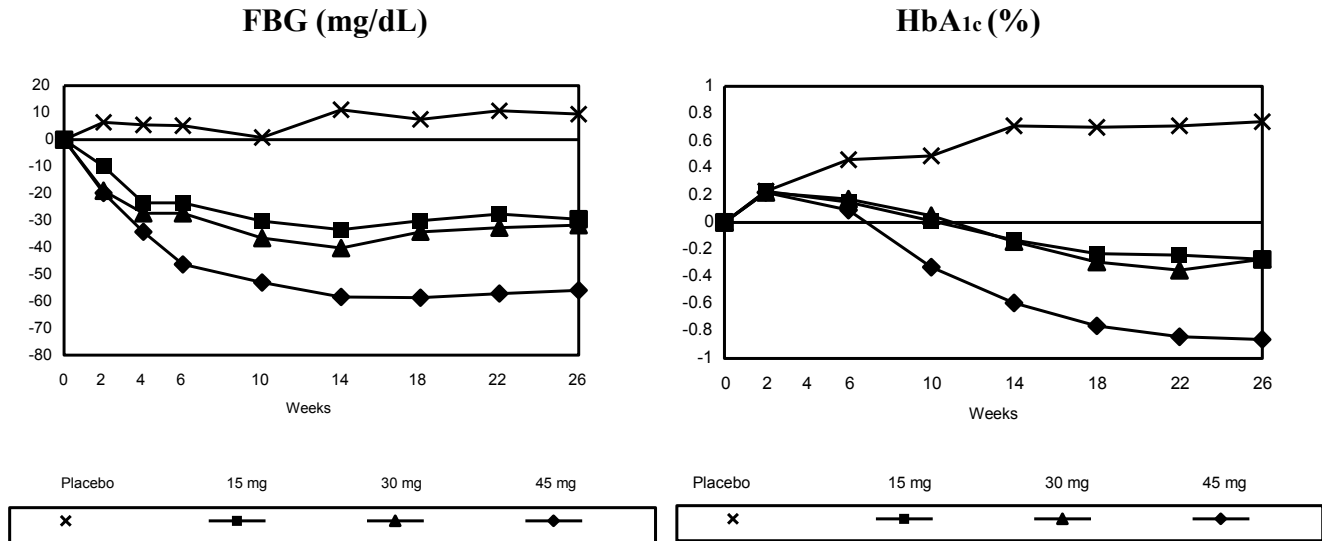 FBG (mg/dL)
20
10
0
-10
-20
-30
-40
-50
-60
-70
-80
0 2 4 6 10 14 18 22 26
Weeks
Placebo 15 mg 30 mg 45 mg
HbA1c (%)
1
0.8
0.6
0.4
0.2
0
-0.2
-0.4
-0.6
-0.8
-1
0 2 6 10 14 18 22 26
Weeks
Placebo 15 mg 30 mg 45 mg